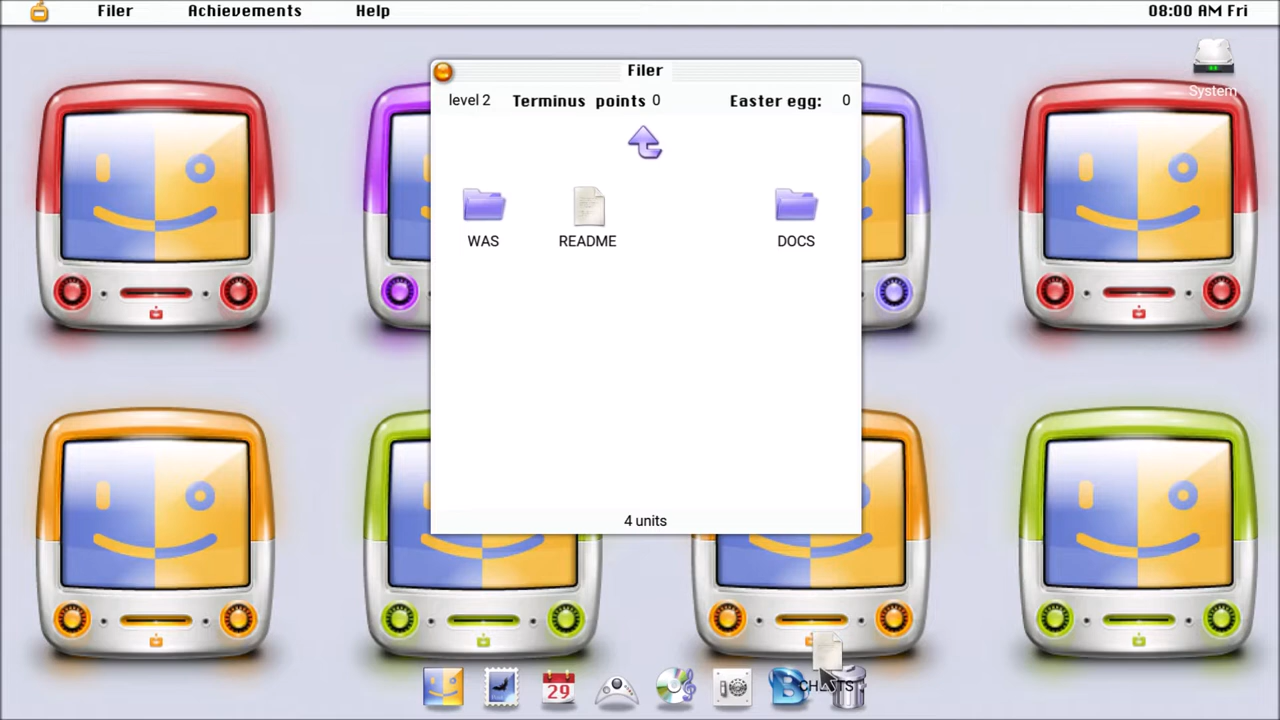 Filer Achievements Help 08:00 AM Fri
System
Filer
level 2 Terminus points 0 Easter egg: 0
WAS README DOCS
4 units
29